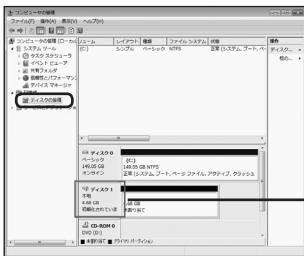 コンピュータの管理
ファイル(F) 操作(A) 表示(V) ヘルプ(H)
コンピュータの管理 (ローカル
システム ツール
タスク スケジューラ
イベント ビューア
共有フォルダ
信頼性とパフォーマンス
デバイス マネージャ
ディスクの管理
ボリューム レイアウト 種類 ファイル システム 状態
(C:) シンプル ベーシック NTFS 正常 (システム, ブート, ペ
操作
ディスク...
他の...
ディスク 0
ベーシック
149.05 GB
オンライン
(C:)
149.05 GB NTFS
正常 (システム, ブート, ページ ファイル, アクティブ, クラッシュ
ディスク 1
不明
4.68 GB
初期化されていま
4.68 GB
未割り当て
CD-ROM 0
DVD (D:)
未割り当て プライマリ パーティション